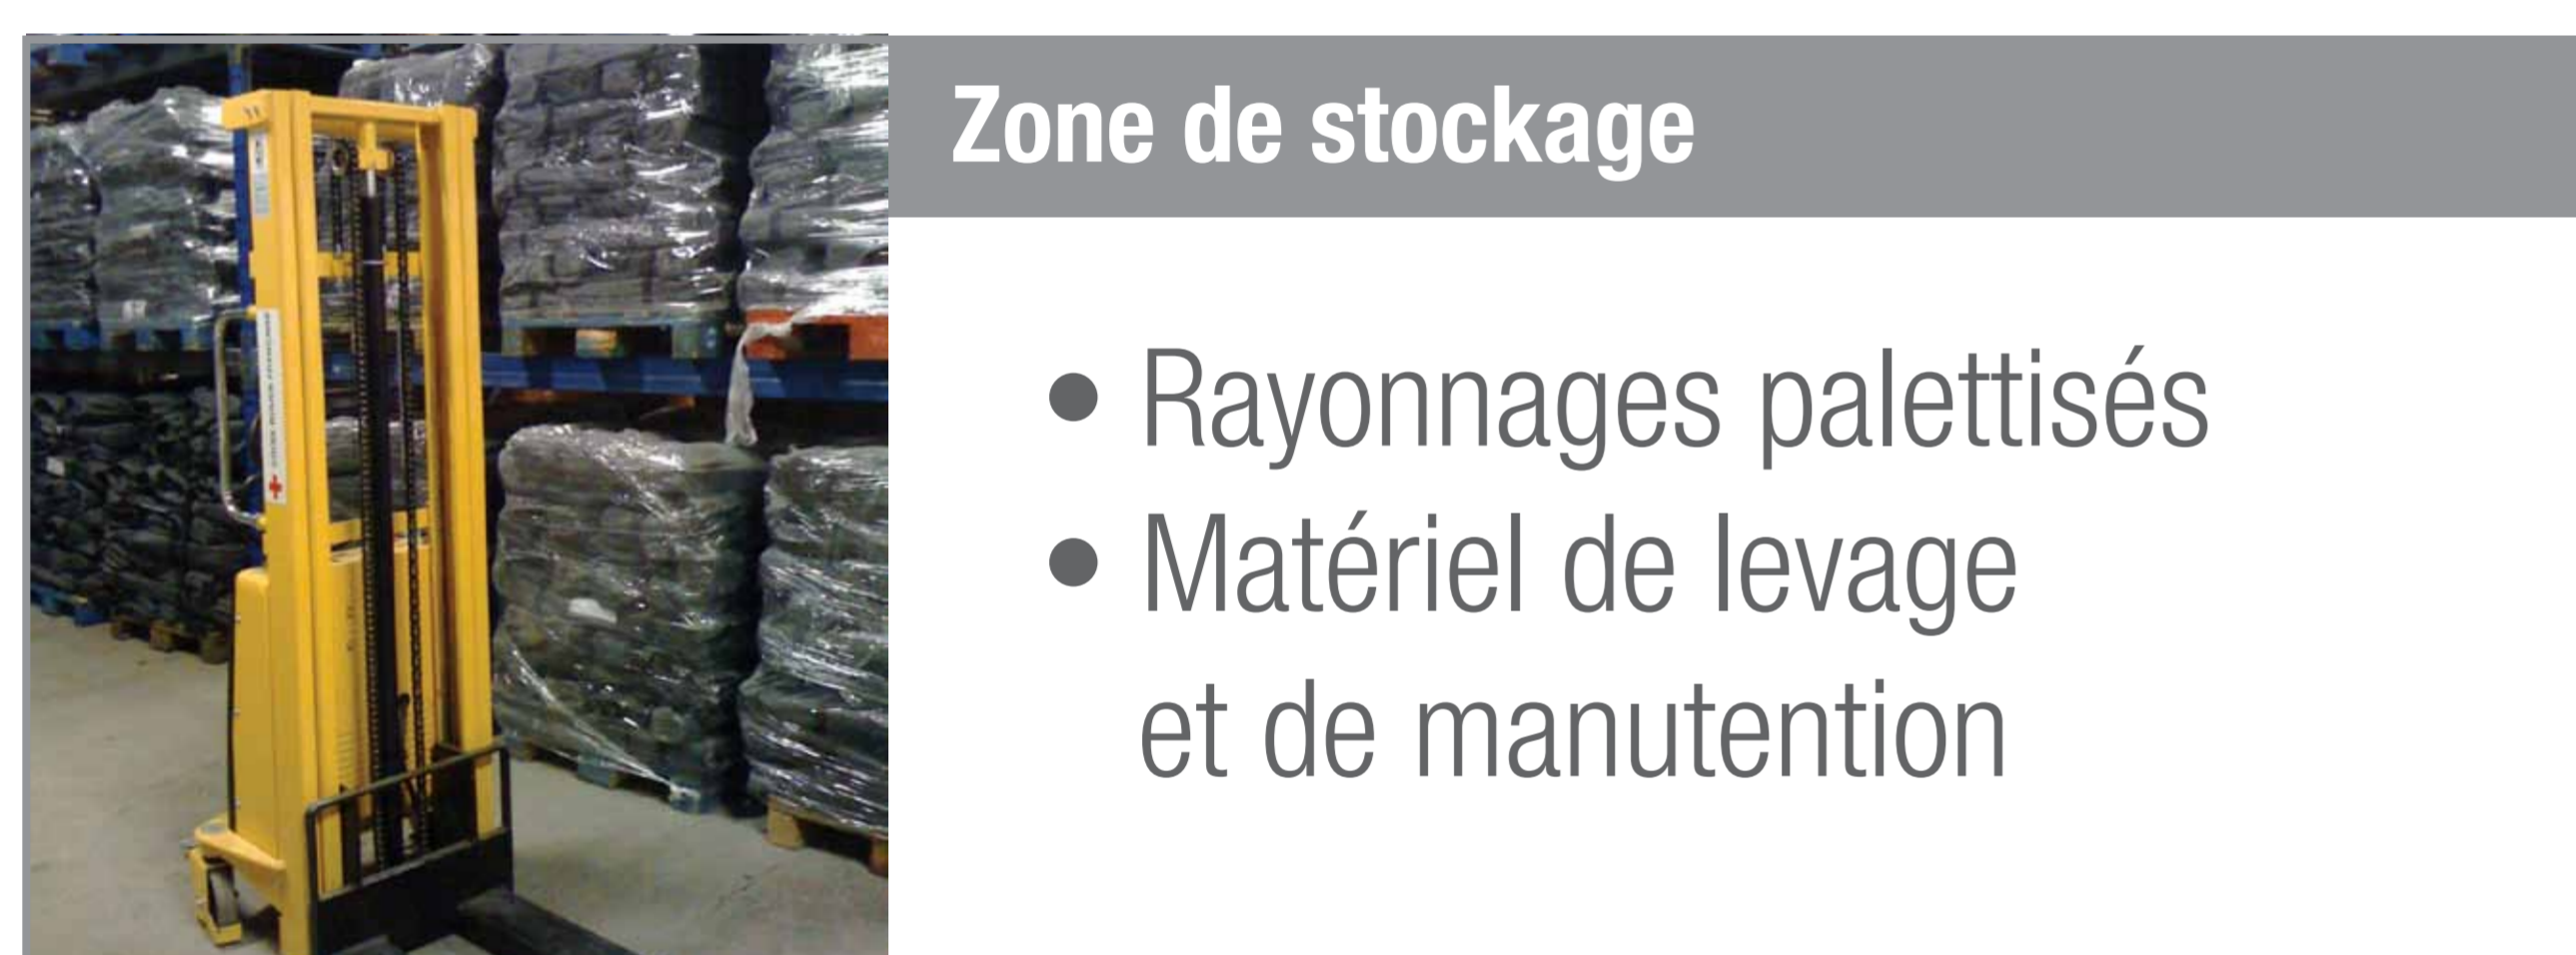 Zone de stockage
• Rayonnages palettisés
• Matériel de levage
et de manutention